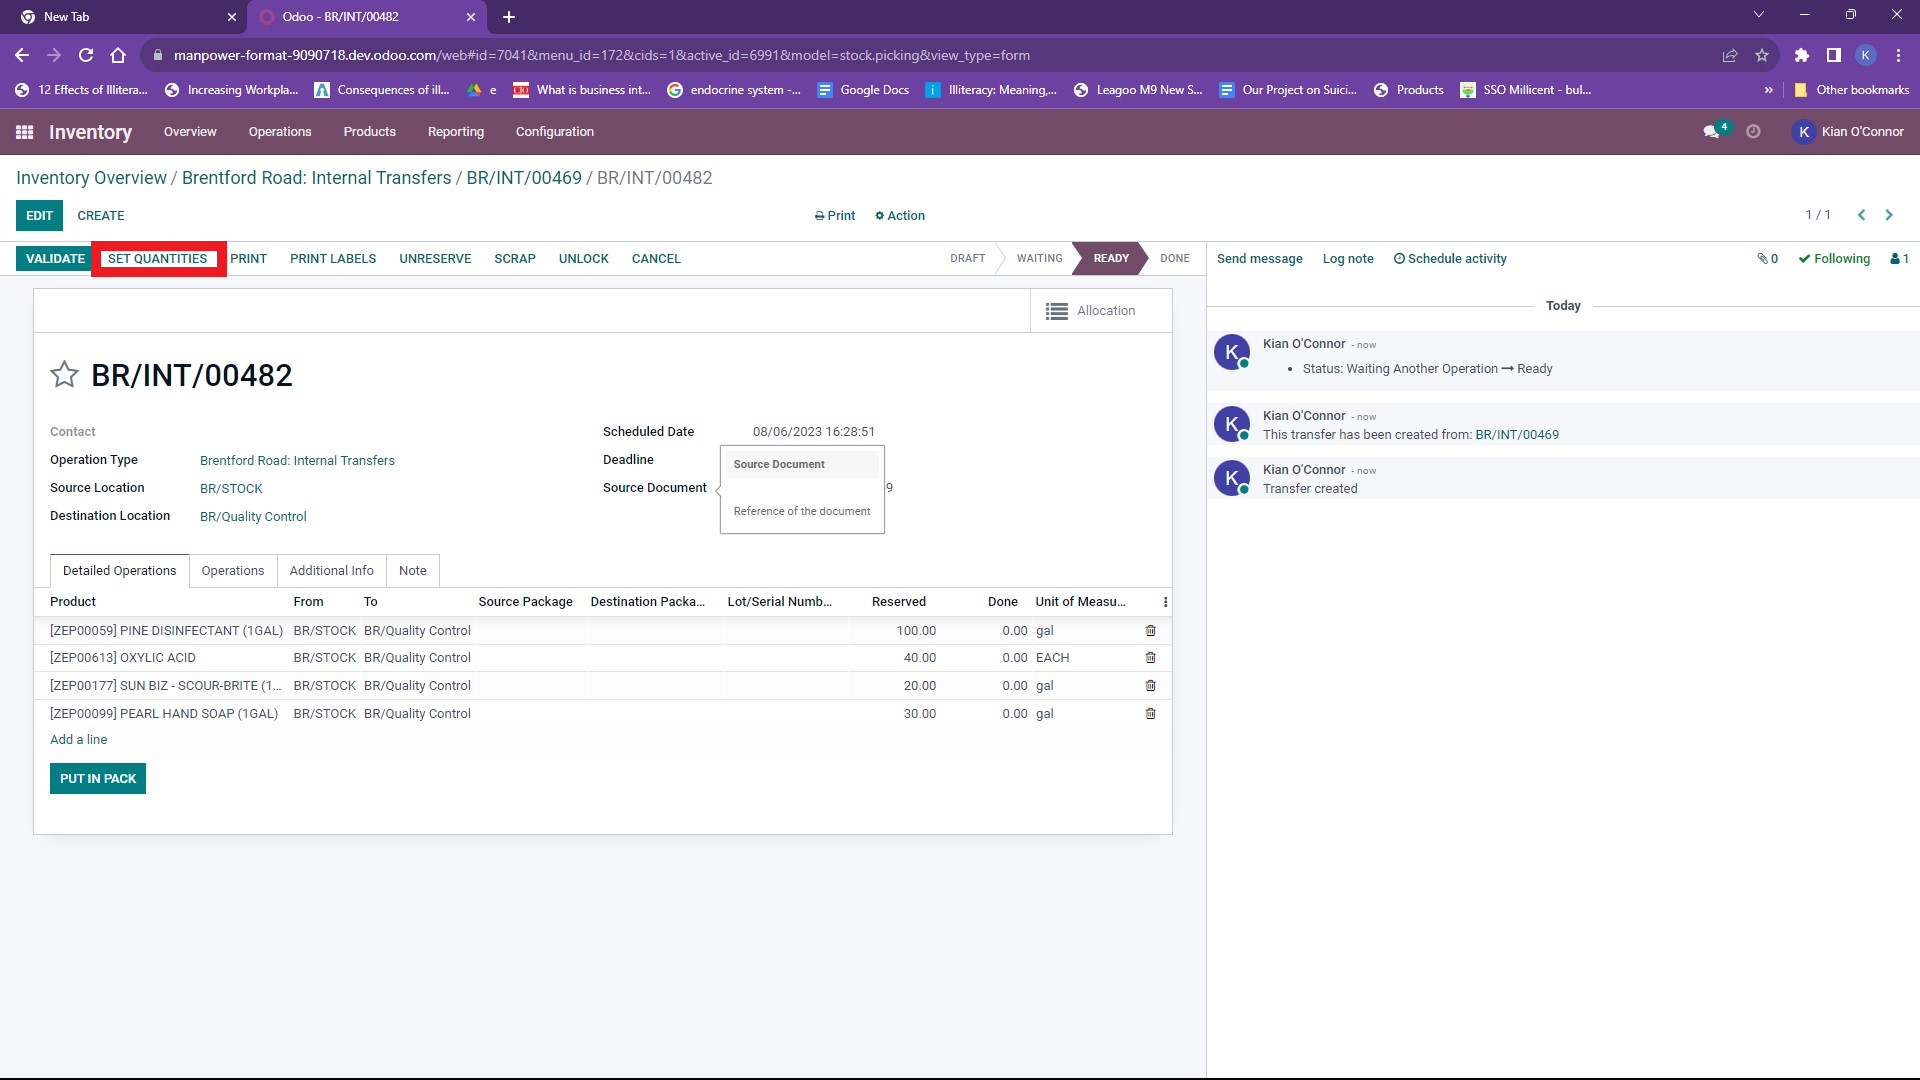 New Tab
Odoo - BR/INT/00482
manpower-format-9090718.dev.odoo.com/web#id=7041&menu_id=172&cids=1&active_id=6991&model=stock.picking&view_type=form
K
12 Effects of Illitera... Increasing Workpla... Consequences of ill... e What is business int... endocrine system -... Google Docs Illiteracy: Meaning,... Leagoo M9 New S... Our Project on Suici... Products SSO Millicent - bul... » Other bookmarks
Inventory Overview Operations Products Reporting Configuration 4 K Kian O'Connor
Inventory Overview / Brentford Road: Internal Transfers / BR/INT/00469 / BR/INT/00482
EDIT CREATE Print Action 1 / 1
VALIDATE SET QUANTITIES PRINT PRINT LABELS UNRESERVE SCRAP UNLOCK CANCEL DRAFT WAITING READY DONE
Send message Log note Schedule activity 0 Following 1
Allocation
Today
BR/INT/00482
Contact
Operation Type Brentford Road: Internal Transfers
Source Location BR/STOCK
Destination Location BR/Quality Control
Scheduled Date 08/06/2023 16:28:51
Deadline
Source Document 9
Source Document
Reference of the document
Detailed Operations Operations Additional Info Note
Product From To Source Package Destination Packa... Lot/Serial Numb... Reserved Done Unit of Measu...
[ZEP00059] PINE DISINFECTANT (1GAL) BR/STOCK BR/Quality Control 100.00 0.00 gal
[ZEP00613] OXYLIC ACID BR/STOCK BR/Quality Control 40.00 0.00 EACH
[ZEP00177] SUN BIZ - SCOUR-BRITE (1... BR/STOCK BR/Quality Control 20.00 0.00 gal
[ZEP00099] PEARL HAND SOAP (1GAL) BR/STOCK BR/Quality Control 30.00 0.00 gal
Add a line
PUT IN PACK
K Kian O'Connor - now
Status: Waiting Another Operation Ready
K Kian O'Connor - now
This transfer has been created from: BR/INT/00469
K Kian O'Connor - now
Transfer created